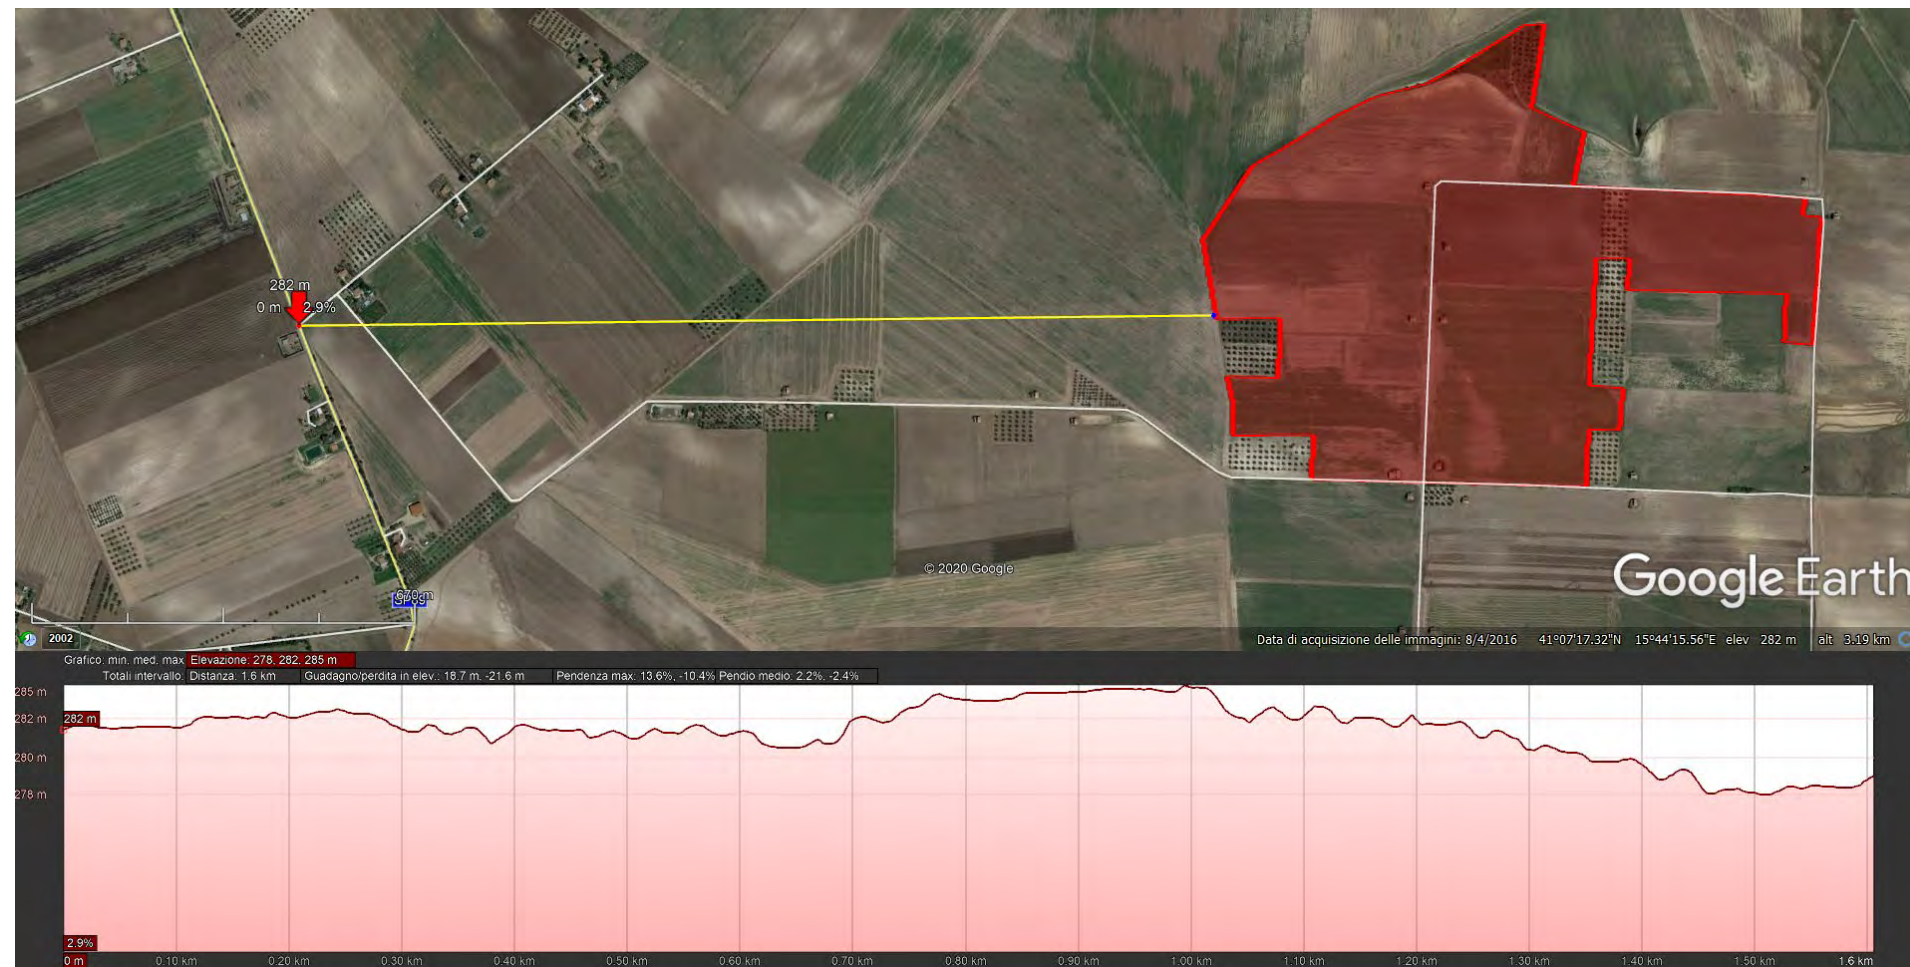 282 m
0 m 2.9%
© 2020 Google
Google Earth
670 m
2002
Data di acquisizione delle immagini: 8/4/2016 41°07'17.32"N 15°44'15.56"E elev 282 m alt 3.19 km
Grafico: min. med. max Elevazione: 278, 282, 285 m
Totali intervallo: Distanza: 1.6 km Guadagno/perdita in elev.: 18.7 m, -21.6 m Pendenza max: 13.6%, -10.4% Pendio medio: 2.2%, -2.4%
285 m
282 m 282 m
280 m
278 m
2.9%
0 m 0.10 km 0.20 km 0.30 km 0.40 km 0.50 km 0.60 km 0.70 km 0.80 km 0.90 km 1.00 km 1.10 km 1.20 km 1.30 km 1.40 km 1.50 km 1.6 km